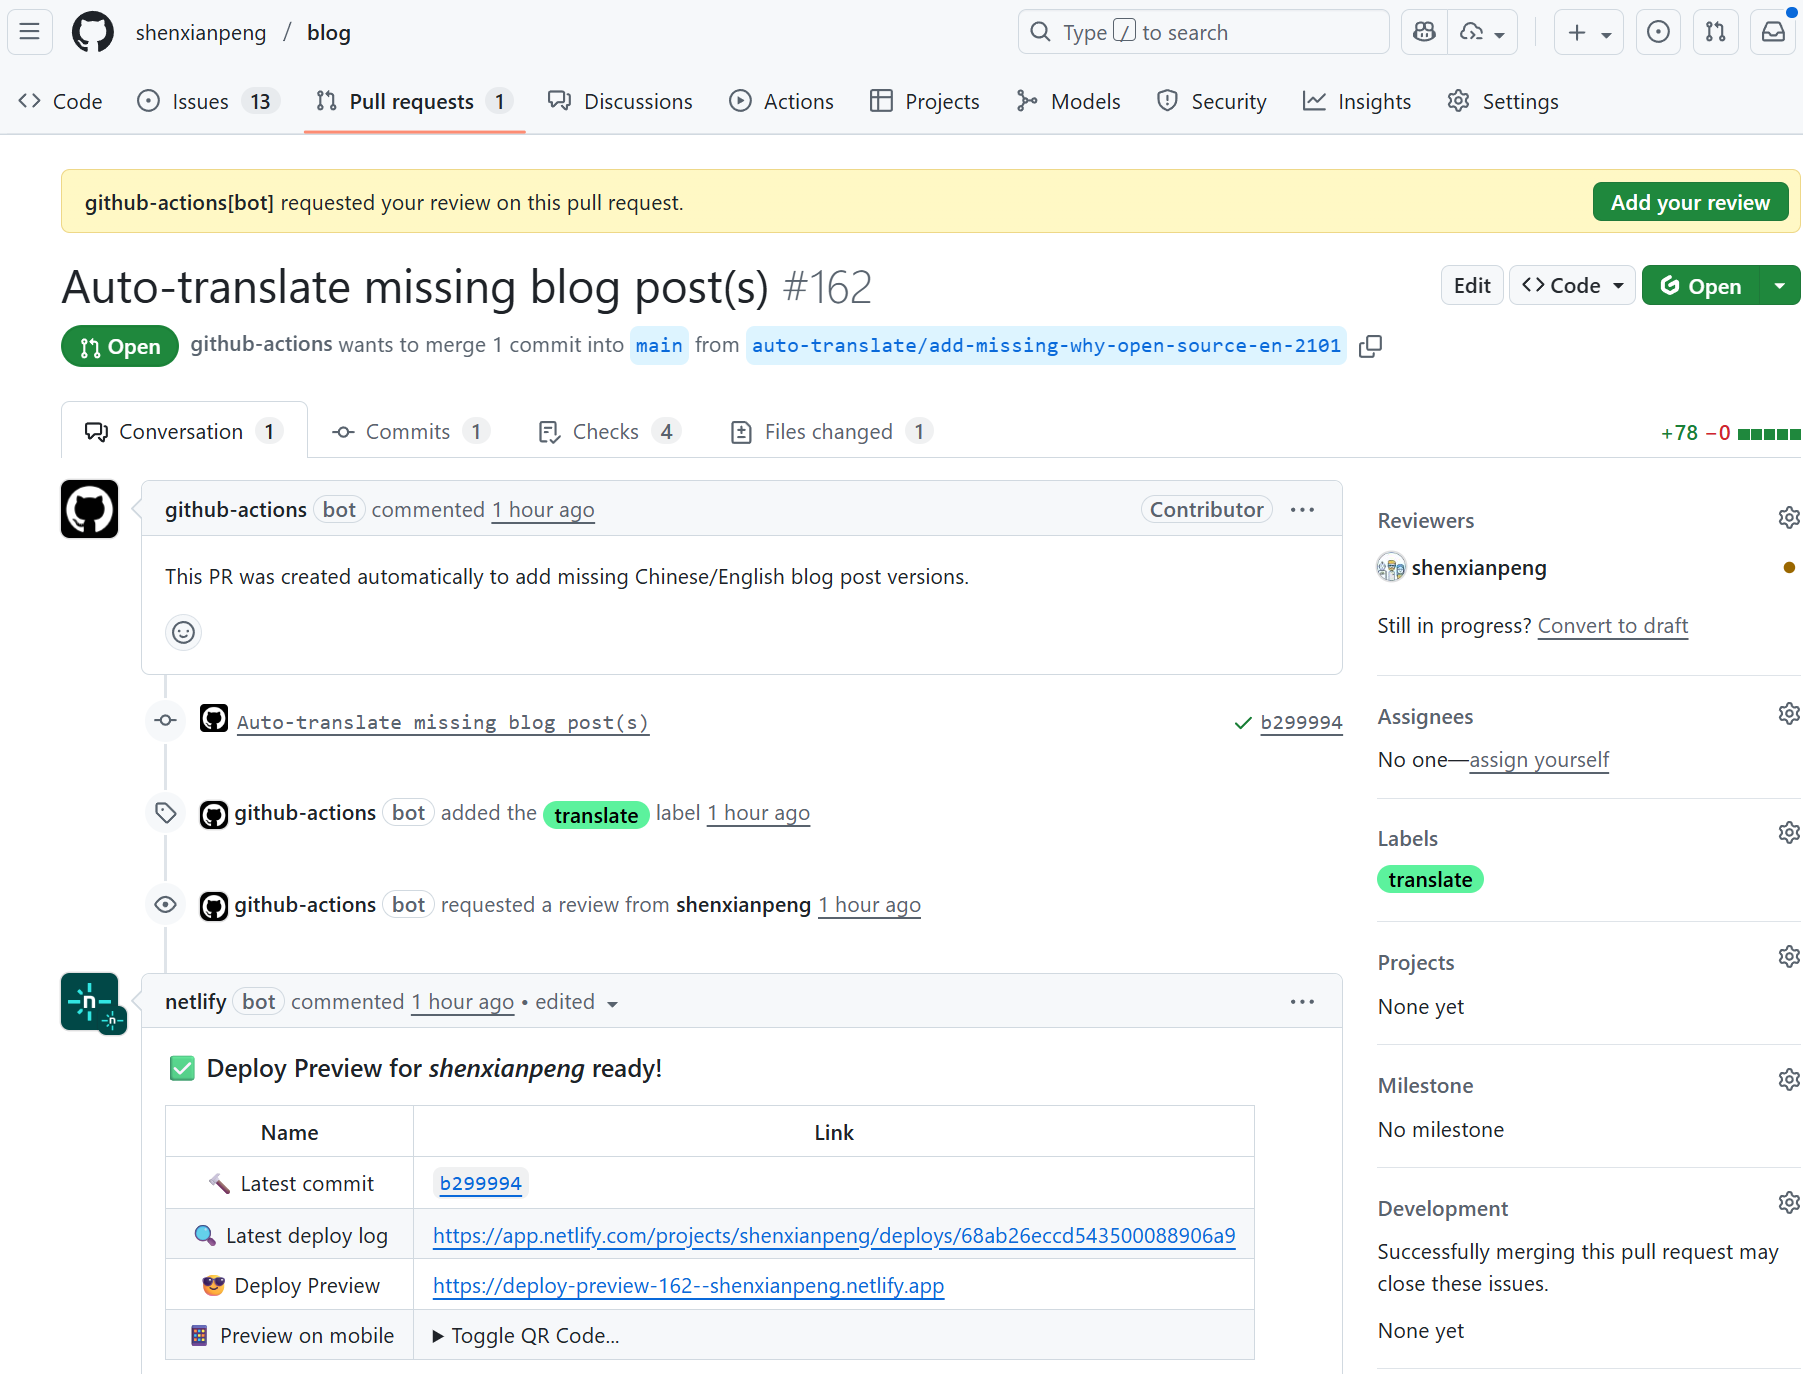 shenxianpeng / blog
Type / to search
Code
Issues 13
Pull requests 1
Discussions
Actions
Projects
Models
Security
Insights
Settings
github-actions[bot] requested your review on this pull request.
Add your review
Auto-translate missing blog post(s) #162
Edit
<> Code
Open
Open
github-actions wants to merge 1 commit into main from auto-translate/add-missing-why-open-source-en-2101
Conversation 1
Commits 1
Checks 4
Files changed 1
+78 −0
github-actions bot commented 1 hour ago
Contributor
This PR was created automatically to add missing Chinese/English blog post versions.
Auto-translate missing blog post(s)
b299994
github-actions bot added the translate label 1 hour ago
github-actions bot requested a review from shenxianpeng 1 hour ago
netlify bot commented 1 hour ago • edited
Deploy Preview for shenxianpeng ready!
Name Link
Latest commit b299994
Latest deploy log https://app.netlify.com/projects/shenxianpeng/deploys/68ab26eccd543500088906a9
Deploy Preview https://deploy-preview-162--shenxianpeng.netlify.app
Preview on mobile Toggle QR Code...
Reviewers
shenxianpeng
Still in progress? Convert to draft
Assignees
No one—assign yourself
Labels
translate
Projects
None yet
Milestone
No milestone
Development
Successfully merging this pull request may
close these issues.
None yet